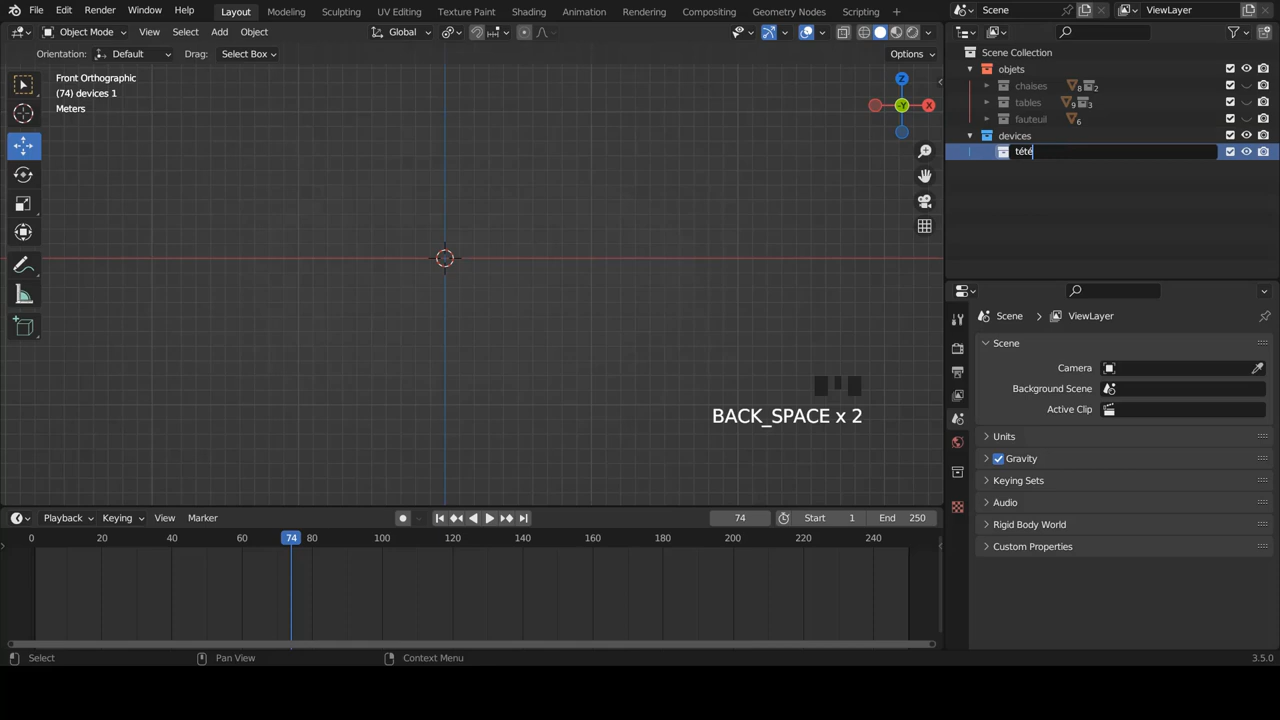 File Edit Render Window Help Layout Modeling Sculpting UV Editing Texture Paint Shading Animation Rendering Compositing Geometry Nodes Scripting + Scene ViewLayer
Object Mode View Select Add Object Global
Orientation: Default Drag: Select Box Options
Front Orthographic
(74) devices 1
Meters
Z
-Y
X
Scene Collection
objets
chaises 8 2
tables 9 3
fauteuil 6
devices
tété
BACK_SPACE x 2
Scene > ViewLayer
Scene
Camera
Background Scene
Active Clip
Units
Gravity
Keying Sets
Audio
Rigid Body World
Custom Properties
Playback Keying View Marker 74 Start 1 End 250
0 20 40 60 74 80 100 120 140 160 180 200 220 240
Select Pan View Context Menu 3.5.0